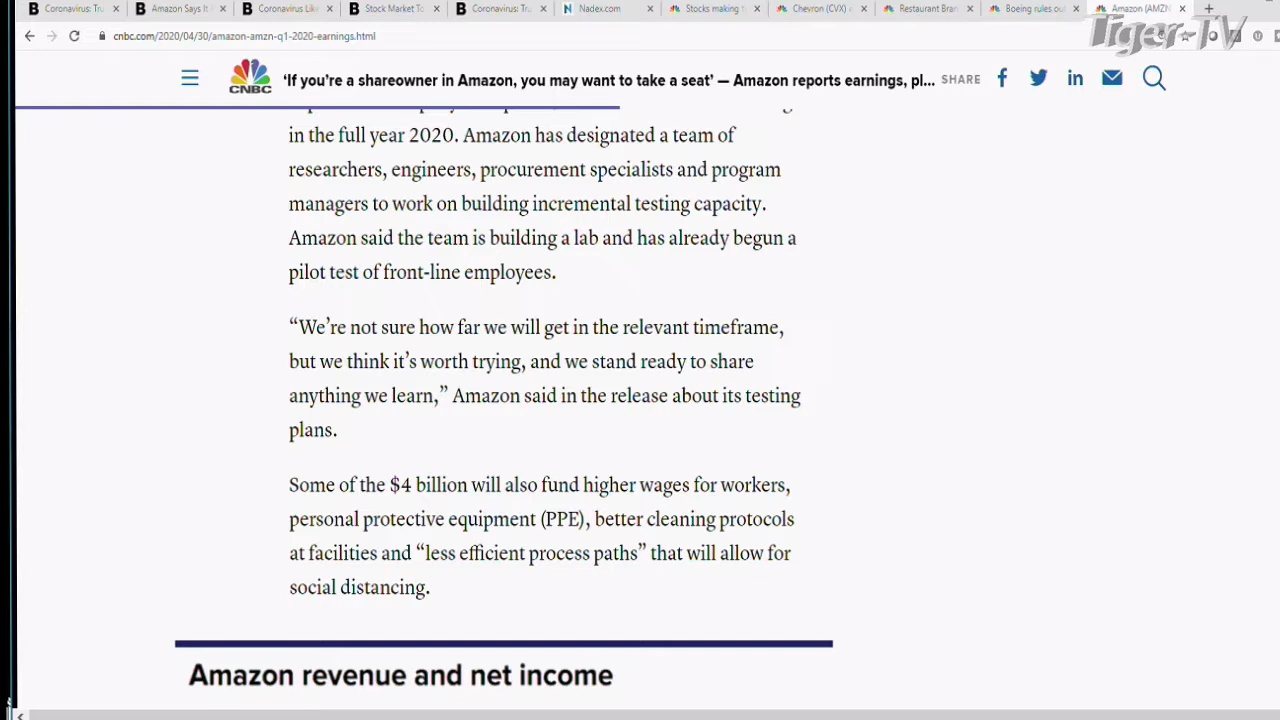 Coronavirus: Tru
Amazon Says It
Coronavirus Like
Stock Market To
Coronavirus: Tru
Nadex.com
Stocks making t
Chevron (CVX)
Restaurant Bran
Boeing rules out
Amazon (AMZN
Tiger-TV
cnbc.com/2020/04/30/amazon-amzn-q1-2020-earnings.html
CNBC
‘If you’re a shareowner in Amazon, you may want to take a seat’ — Amazon reports earnings, pl...
SHARE
in the full year 2020. Amazon has designated a team of
researchers, engineers, procurement specialists and program
managers to work on building incremental testing capacity.
Amazon said the team is building a lab and has already begun a
pilot test of front-line employees.
“We’re not sure how far we will get in the relevant timeframe,
but we think it’s worth trying, and we stand ready to share
anything we learn,” Amazon said in the release about its testing
plans.
Some of the $4 billion will also fund higher wages for workers,
personal protective equipment (PPE), better cleaning protocols
at facilities and “less efficient process paths” that will allow for
social distancing.
Amazon revenue and net income